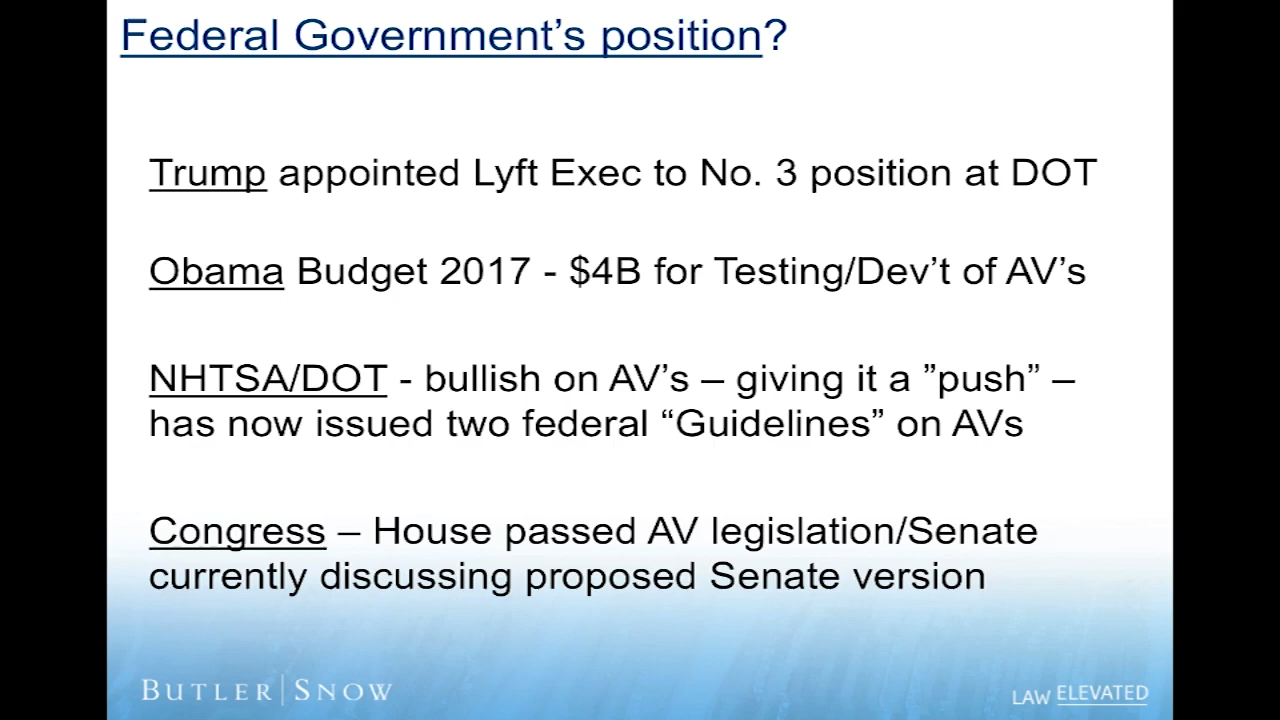 Federal Government’s position?
Trump appointed Lyft Exec to No. 3 position at DOT
Obama Budget 2017 - $4B for Testing/Dev’t of AV’s
NHTSA/DOT - bullish on AV’s – giving it a ”push” –
has now issued two federal “Guidelines” on AVs
Congress – House passed AV legislation/Senate
currently discussing proposed Senate version
BUTLER | SNOW
LAW ELEVATED